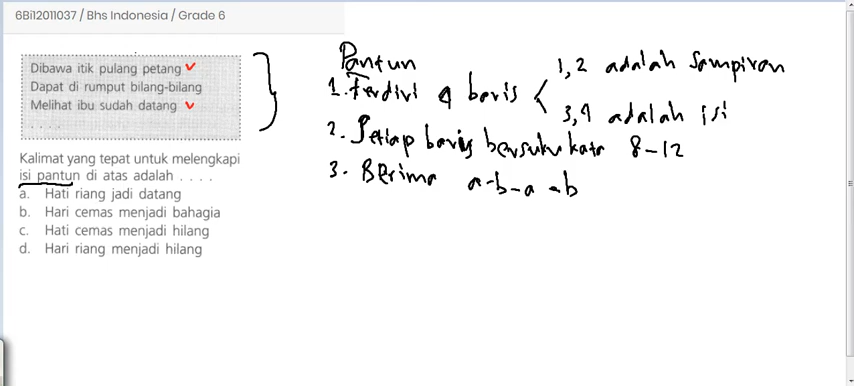 6Bi12011037 / Bhs Indonesia / Grade 6
Dibawa itik pulang petang
Dapat di rumput bilang-bilang
Melihat ibu sudah datang
. . . .
Kalimat yang tepat untuk melengkapi
isi pantun di atas adalah . . . .
a. Hati riang jadi datang
b. Hari cemas menjadi bahagia
c. Hati cemas menjadi hilang
d. Hari riang menjadi hilang
Pantun
1. Terdiri 4 baris < 1,2 adalah Sampiran
3,4 adalah isi
2. Setiap baris bersuku kata 8-12
3. Berima a-b-a-b